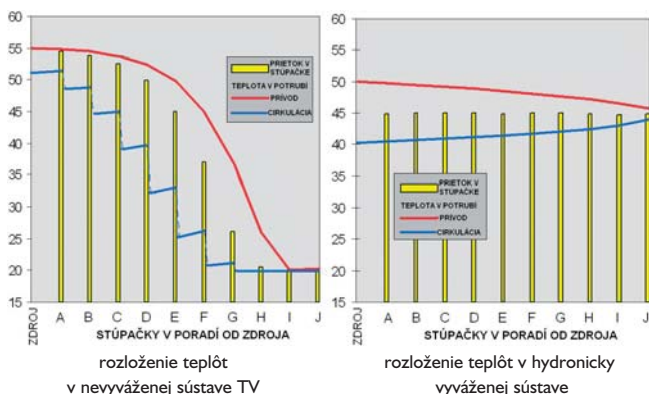 60
55
50
45
40
35
30
25
20
15
PRIETOK V
STUPAČKE
TEPLOTA V POTRUBÍ
PRÍVOD
CIRKULÁCIA
ZDROJ
A B C D E F G H I J
STÚPAČKY V PORADÍ OD ZDROJA
rozloženie teplôt
v nevyváženej sústave TV
60
55
50
45
40
35
30
25
20
15
PRIETOK V
STUPAČKE
TEPLOTA V POTRUBÍ
PRÍVOD
CIRKULÁCIA
ZDROJ
A B C D E F G H I J
STÚPAČKY V PORADÍ OD ZDROJA
rozloženie teplôt v hydronicky
vyváženej sústave